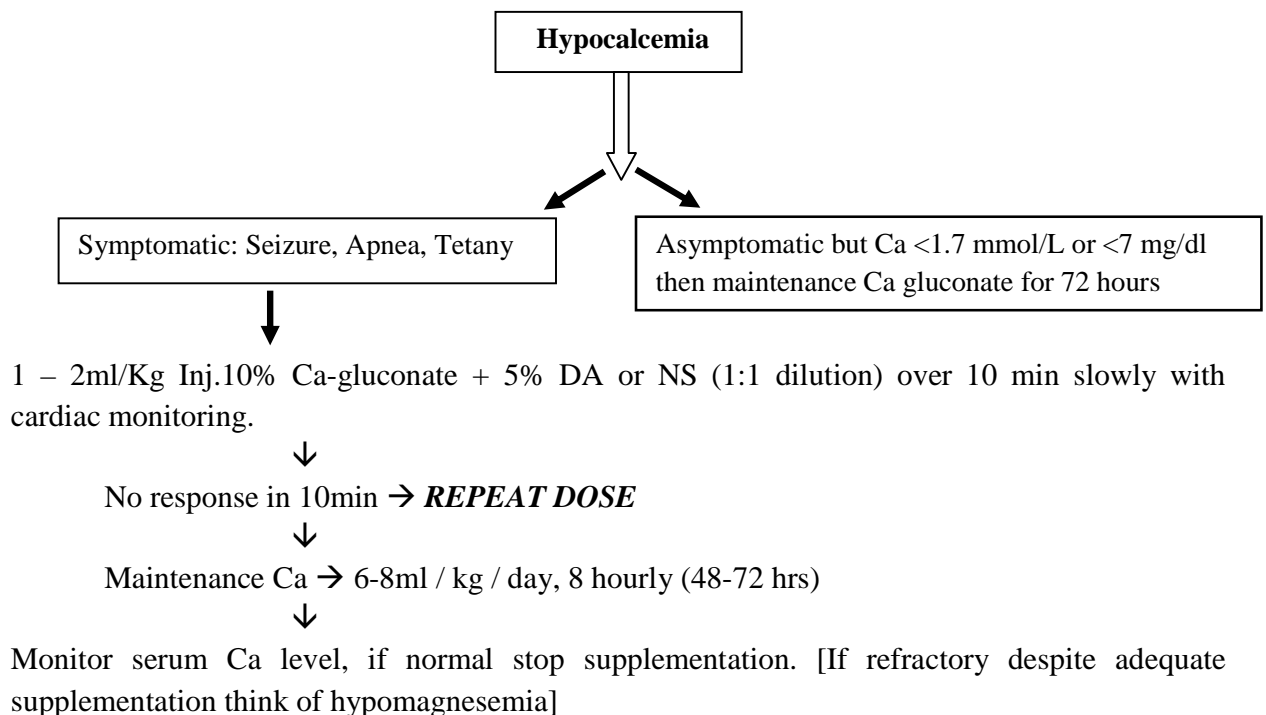 Hypocalcemia
Symptomatic: Seizure, Apnea, Tetany
Asymptomatic but Ca <1.7 mmol/L or <7 mg/dl
then maintenance Ca gluconate for 72 hours
1 – 2ml/Kg Inj.10% Ca-gluconate + 5% DA or NS (1:1 dilution) over 10 min slowly with
cardiac monitoring.
↓
No response in 10min → REPEAT DOSE
↓
Maintenance Ca → 6-8ml / kg / day, 8 hourly (48-72 hrs)
↓
Monitor serum Ca level, if normal stop supplementation. [If refractory despite adequate
supplementation think of hypomagnesemia]